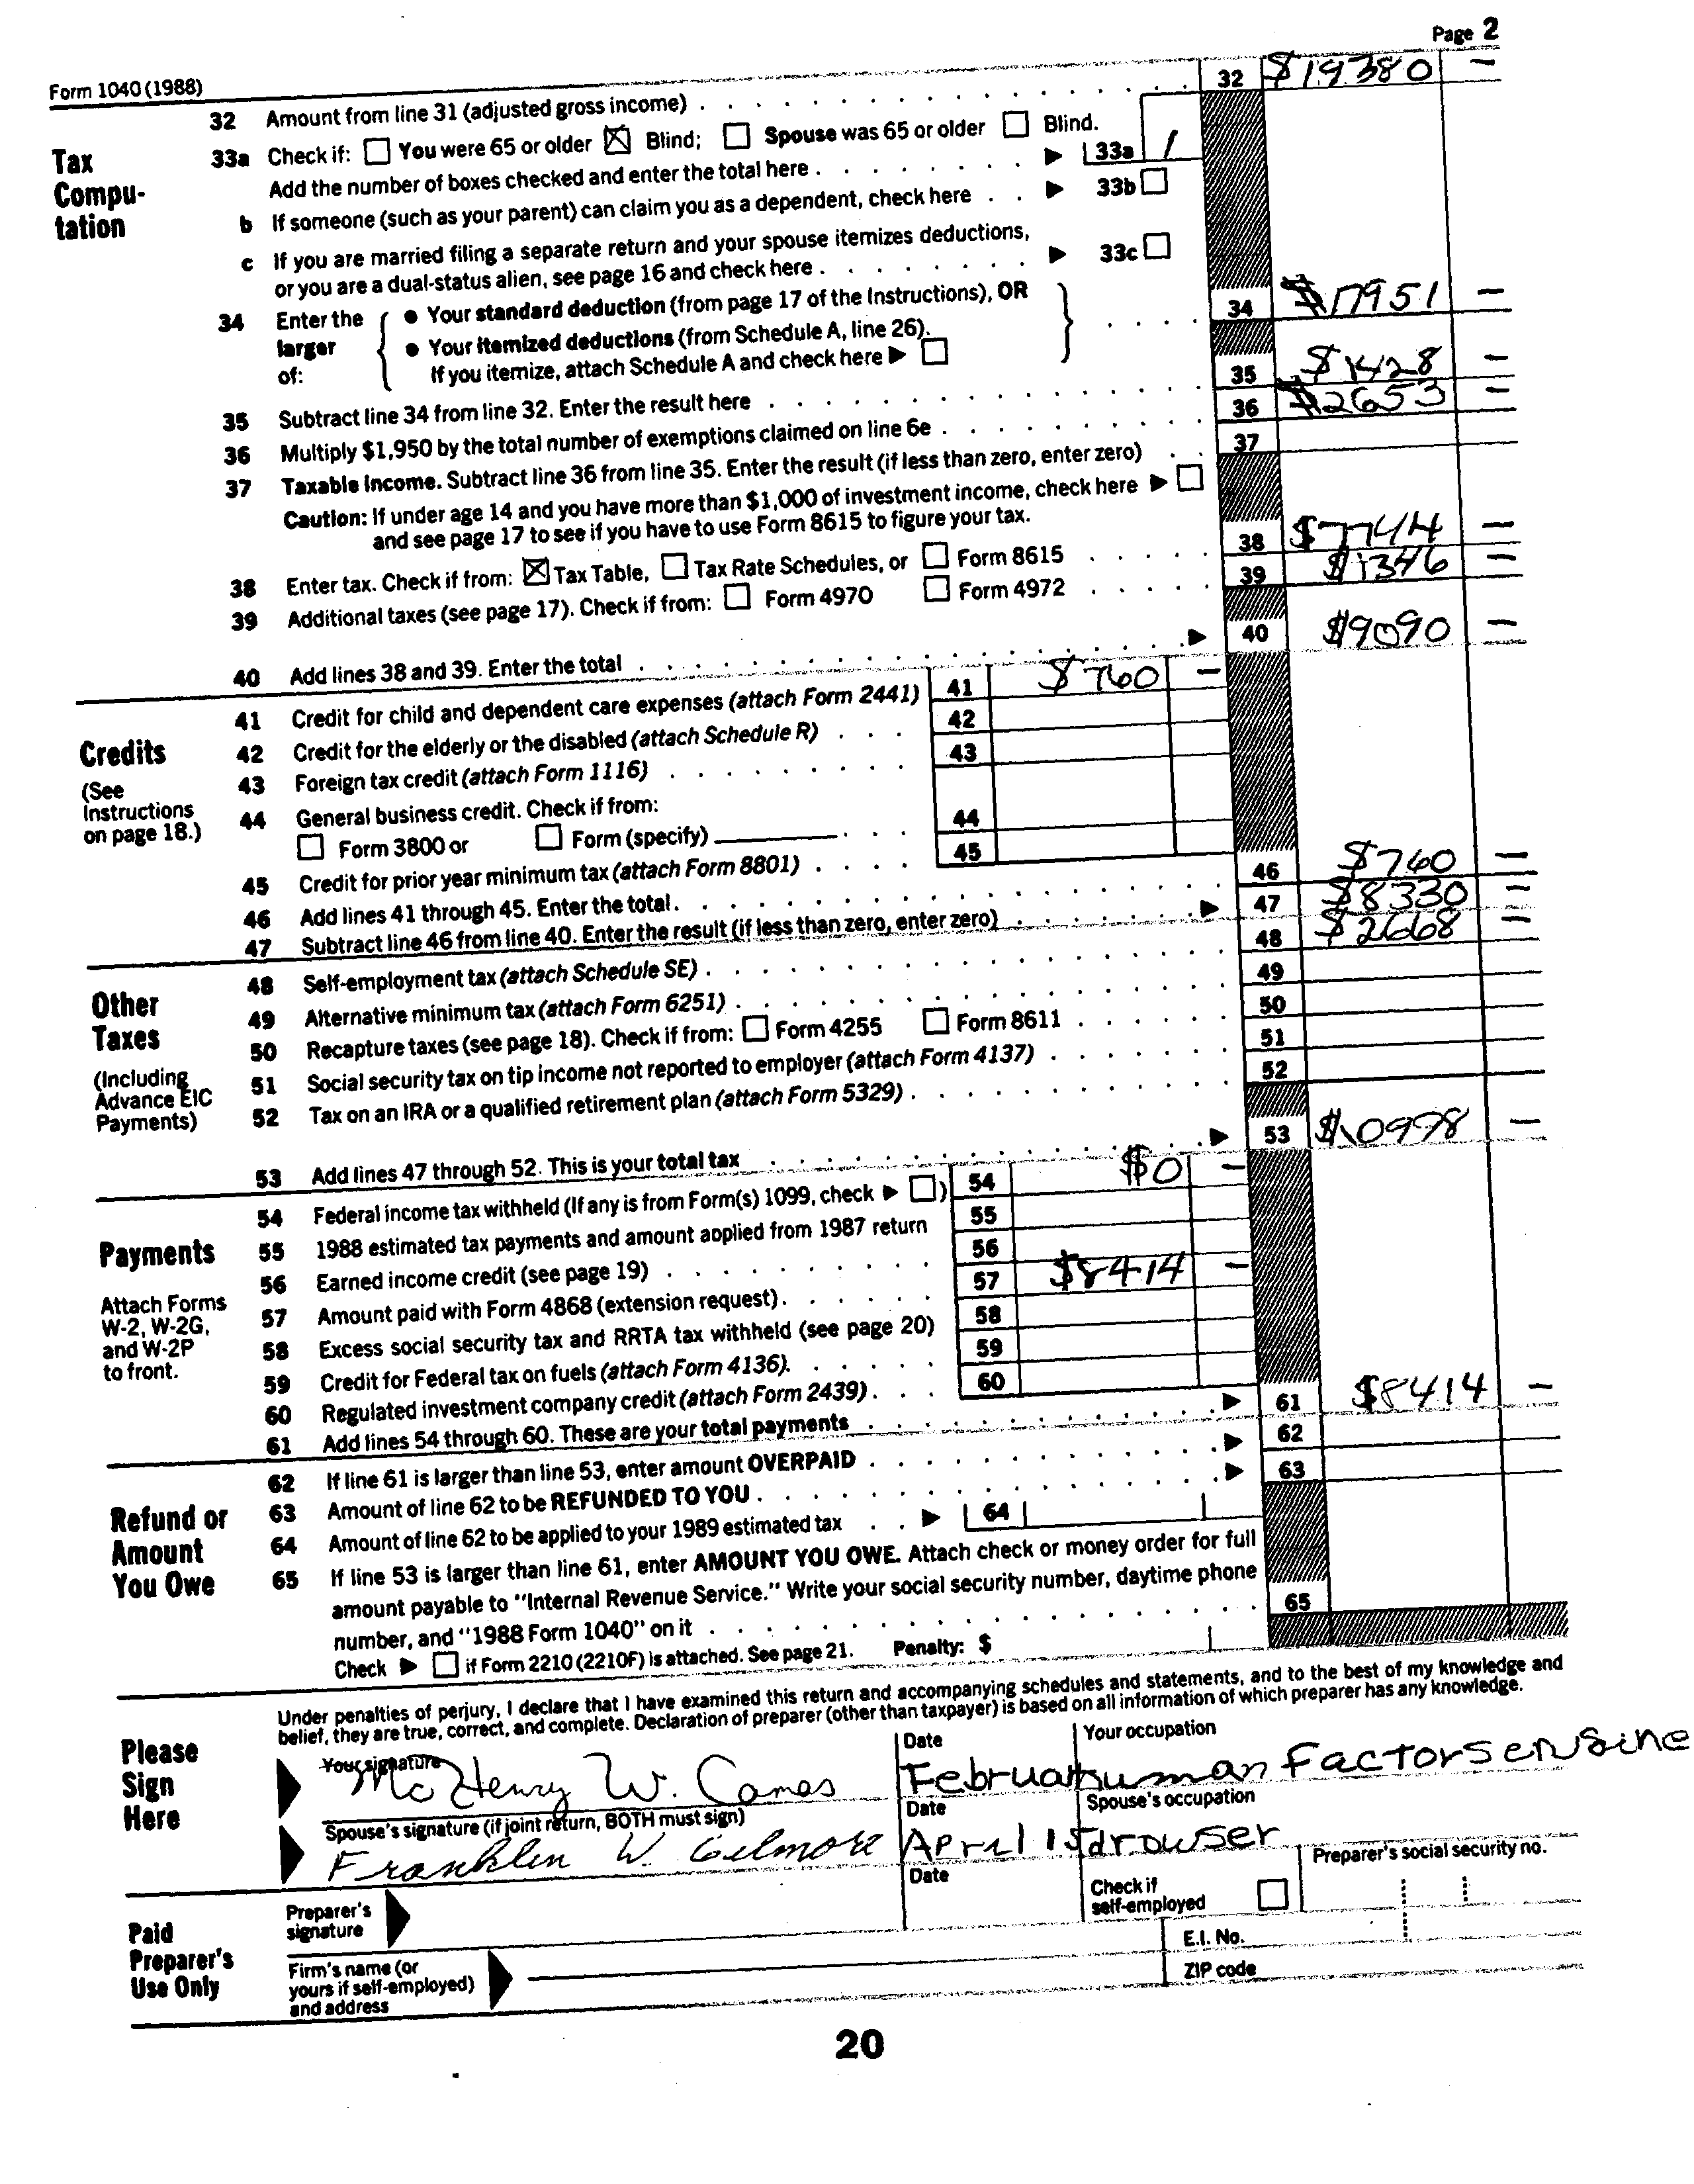 Page 2
Form 1040 (1988)
32 Amount from line 31 (adjusted gross income) 32 $19380 —
Tax Compu- tation
33a Check if: You were 65 or older ☒ Blind; Spouse was 65 or older Blind.
Add the number of boxes checked and enter the total here 33a 1
b If someone (such as your parent) can claim you as a dependent, check here 33b
c If you are married filing a separate return and your spouse itemizes deductions,
or you are a dual-status alien, see page 16 and check here 33c
34 Enter the larger of:
• Your standard deduction (from page 17 of the Instructions), OR
• Your itemized deductions (from Schedule A, line 26).
If you itemize, attach Schedule A and check here
34 $17951 —
35 Subtract line 34 from line 32. Enter the result here 35 $1428 —
36 Multiply $1,950 by the total number of exemptions claimed on line 6e 36 $2653 —
37 Taxable income. Subtract line 36 from line 35. Enter the result (if less than zero, enter zero) 37
Caution: If under age 14 and you have more than $1,000 of investment income, check here
and see page 17 to see if you have to use Form 8615 to figure your tax.
38 Enter tax. Check if from: ☒ Tax Table, Tax Rate Schedules, or Form 8615 38 $7744 —
39 Additional taxes (see page 17). Check if from: Form 4970 Form 4972 39 $1346 —
40 Add lines 38 and 39. Enter the total 40 $9090 —
Credits
(See Instructions on page 18.)
41 Credit for child and dependent care expenses (attach Form 2441) 41 $760 —
42 Credit for the elderly or the disabled (attach Schedule R) 42
43 Foreign tax credit (attach Form 1116) 43
44 General business credit. Check if from:
Form 3800 or Form (specify) 44
45 Credit for prior year minimum tax (attach Form 8801) 45
46 Add lines 41 through 45. Enter the total. 46 $760 —
47 Subtract line 46 from line 40. Enter the result (if less than zero, enter zero) 47 $8330 —
Other Taxes
(Including Advance EIC Payments)
48 Self-employment tax (attach Schedule SE) 48 $2668 —
49 Alternative minimum tax (attach Form 6251) 49
50 Recapture taxes (see page 18). Check if from: Form 4255 Form 8611 50
51 Social security tax on tip income not reported to employer (attach Form 4137) 51
52 Tax on an IRA or a qualified retirement plan (attach Form 5329) 52
53 Add lines 47 through 52. This is your total tax 53 $10998 —
Payments
Attach Forms W-2, W-2G, and W-2P to front.
54 Federal income tax withheld (If any is from Form(s) 1099, check ) 54 $0 —
55 1988 estimated tax payments and amount applied from 1987 return 55
56 Earned income credit (see page 19) 56
57 Amount paid with Form 4868 (extension request) 57 $8414 —
58 Excess social security tax and RRTA tax withheld (see page 20) 58
59 Credit for Federal tax on fuels (attach Form 4136). 59
60 Regulated investment company credit (attach Form 2439) 60
61 Add lines 54 through 60. These are your total payments 61 $8414 —
Refund or Amount You Owe
62 If line 61 is larger than line 53, enter amount OVERPAID 62
63 Amount of line 62 to be REFUNDED TO YOU 63
64 Amount of line 62 to be applied to your 1989 estimated tax 64
65 If line 53 is larger than line 61, enter AMOUNT YOU OWE. Attach check or money order for full
amount payable to "Internal Revenue Service." Write your social security number, daytime phone
number, and "1988 Form 1040" on it 65
Check if Form 2210 (2210F) is attached. See page 21. Penalty: $
Please Sign Here
Under penalties of perjury, I declare that I have examined this return and accompanying schedules and statements, and to the best of my knowledge and
belief, they are true, correct, and complete. Declaration of preparer (other than taxpayer) is based on all information of which preparer has any knowledge.
Your signature Date Your occupation
McHenry W. Camas Human Factors
Spouse's signature (if joint return, BOTH must sign) Date Spouse's occupation
Franklin W. Gilmore April 15 drowser
Paid Preparer's Use Only
Preparer's signature Date Check if self-employed Preparer's social security no.
Firm's name (or yours if self-employed) and address E.I. No.
ZIP code
20